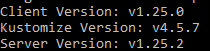 Client Version: v1.25.0
Kustomize Version: v4.5.7
Server Version: v1.25.2